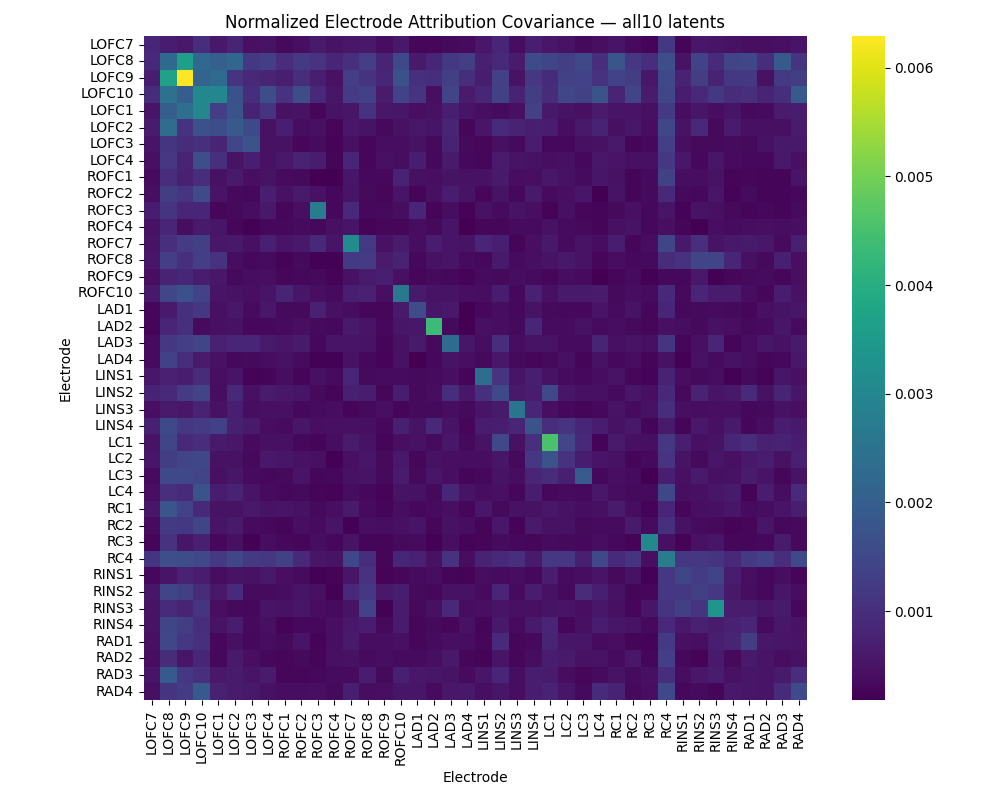 Normalized Electrode Attribution Covariance — all10 latents
LOFC7
LOFC8
LOFC9
LOFC10
LOFC1
LOFC2
LOFC3
LOFC4
ROFC1
ROFC2
ROFC3
ROFC4
ROFC7
ROFC8
ROFC9
ROFC10
LAD1
LAD2
LAD3
LAD4
LINS1
LINS2
LINS3
LINS4
LC1
LC2
LC3
LC4
RC1
RC2
RC3
RC4
RINS1
RINS2
RINS3
RINS4
RAD1
RAD2
RAD3
RAD4
Electrode
LOFC7
LOFC8
LOFC9
LOFC10
LOFC1
LOFC2
LOFC3
LOFC4
ROFC1
ROFC2
ROFC3
ROFC4
ROFC7
ROFC8
ROFC9
ROFC10
LAD1
LAD2
LAD3
LAD4
LINS1
LINS2
LINS3
LINS4
LC1
LC2
LC3
LC4
RC1
RC2
RC3
RC4
RINS1
RINS2
RINS3
RINS4
RAD1
RAD2
RAD3
RAD4
Electrode
0.006
0.005
0.004
0.003
0.002
0.001